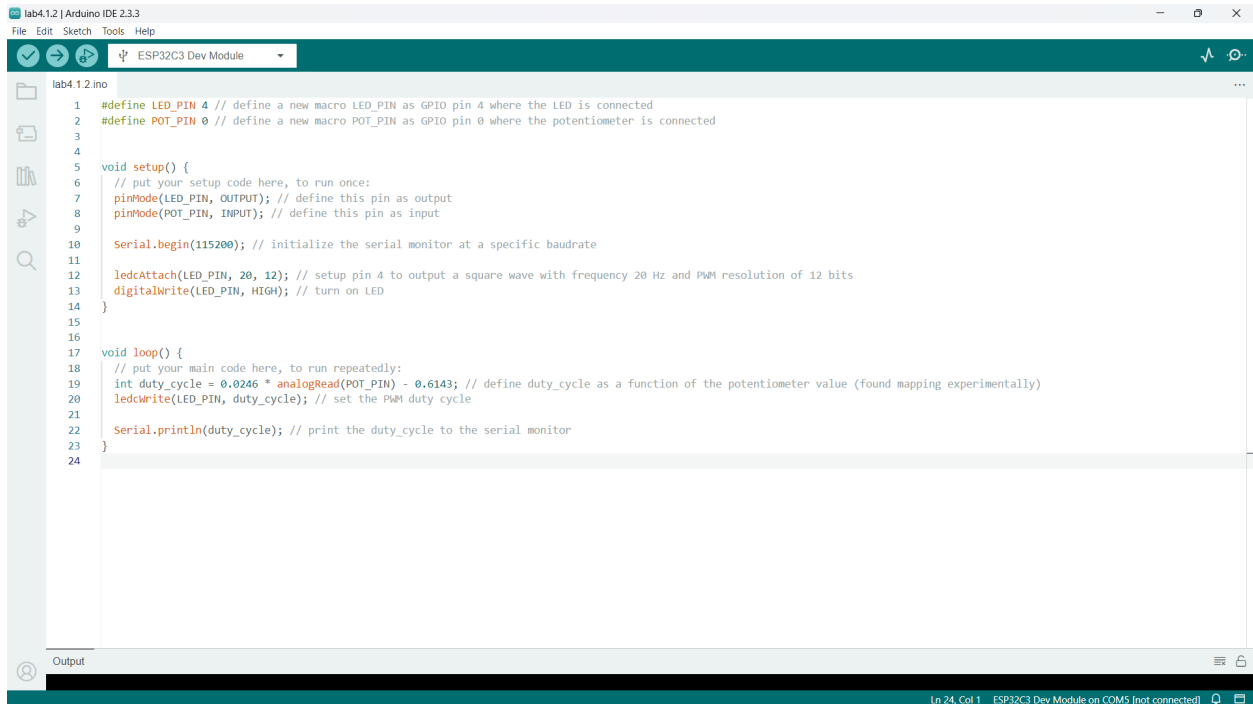 lab4.1.2 | Arduino IDE 2.3.3
File Edit Sketch Tools Help
ESP32C3 Dev Module
lab4.1.2.ino
1 #define LED_PIN 4 // define a new macro LED_PIN as GPIO pin 4 where the LED is connected
2 #define POT_PIN 0 // define a new macro POT_PIN as GPIO pin 0 where the potentiometer is connected
3
4
5 void setup() {
6 // put your setup code here, to run once:
7 pinMode(LED_PIN, OUTPUT); // define this pin as output
8 pinMode(POT_PIN, INPUT); // define this pin as input
9
10 Serial.begin(115200); // initialize the serial monitor at a specific baudrate
11
12 ledcAttach(LED_PIN, 20, 12); // setup pin 4 to output a square wave with frequency 20 Hz and PWM resolution of 12 bits
13 digitalWrite(LED_PIN, HIGH); // turn on LED
14 }
15
16
17 void loop() {
18 // put your main code here, to run repeatedly:
19 int duty_cycle = 0.0246 * analogRead(POT_PIN) - 0.6143; // define duty_cycle as a function of the potentiometer value (found mapping experimentally)
20 ledcWrite(LED_PIN, duty_cycle); // set the PWM duty cycle
21
22 Serial.println(duty_cycle); // print the duty_cycle to the serial monitor
23 }
24
Output
Ln 24, Col 1 ESP32C3 Dev Module on COM5 [not connected]